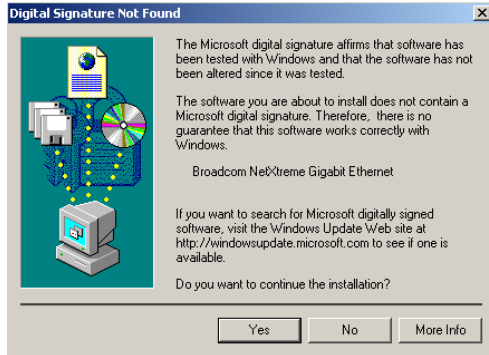 Digital Signature Not Found
The Microsoft digital signature affirms that software has
been tested with Windows and that the software has not
been altered since it was tested.
The software you are about to install does not contain a
Microsoft digital signature. Therefore, there is no
guarantee that this software works correctly with
Windows.
Broadcom NetXtreme Gigabit Ethernet
If you want to search for Microsoft digitally signed
software, visit the Windows Update Web site at
http://windowsupdate.microsoft.com to see if one is
available.
Do you want to continue the installation?
Yes
No
More Info